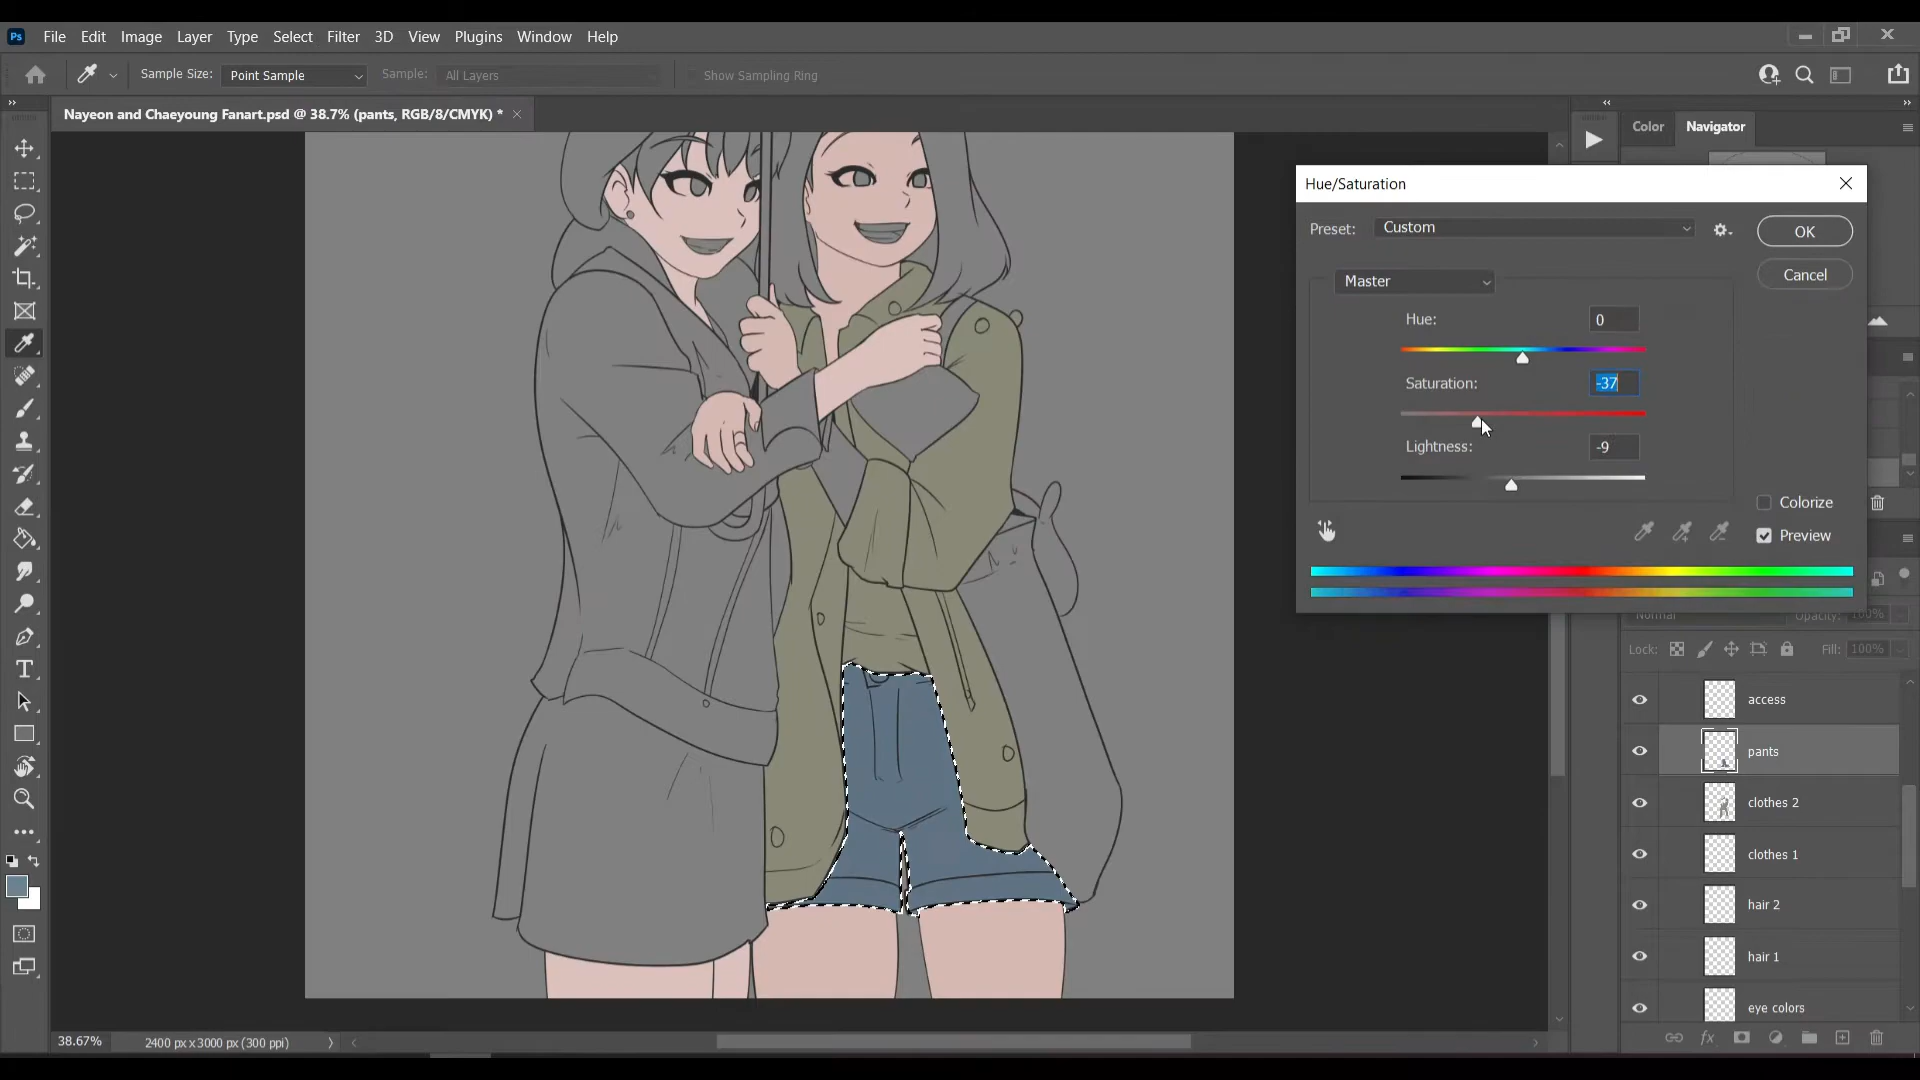 Ps File Edit Image Layer Type Select Filter 3D View Plugins Window Help
Sample Size: Point Sample Sample: All Layers Show Sampling Ring
Nayeon and Chaeyoung Fanart.psd @ 38.7% (pants, RGB/8/CMYK) *
Color Navigator
Hue/Saturation
Preset: Custom OK
Master Cancel
Hue: 0
Saturation: -37
Lightness: -9
Colorize
Preview
Normal Opacity: 100%
Lock: Fill: 100%
access
pants
clothes 2
clothes 1
hair 2
hair 1
eye colors
38.67% 2400 px x 3000 px (300 ppi)